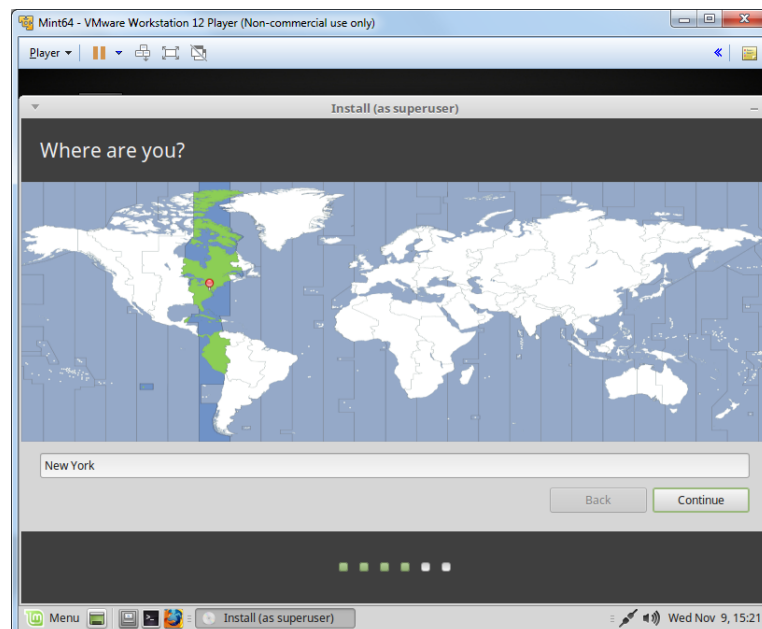 Mint64 - VMware Workstation 12 Player (Non-commercial use only)
Player
Install (as superuser)
Where are you?
New York
Back Continue
Menu Install (as superuser) Wed Nov 9, 15:21